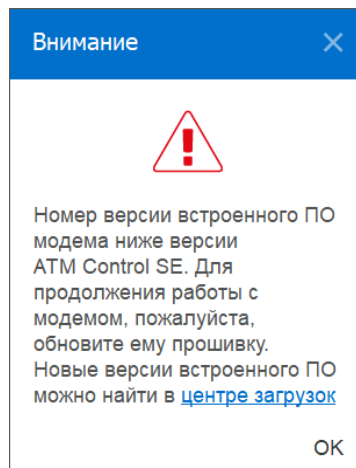 Внимание
Номер версии встроенного ПО
модема ниже версии
ATM Control SE. Для
продолжения работы с
модемом, пожалуйста,
обновите ему прошивку.
Новые версии встроенного ПО
можно найти в центре загрузок
OK